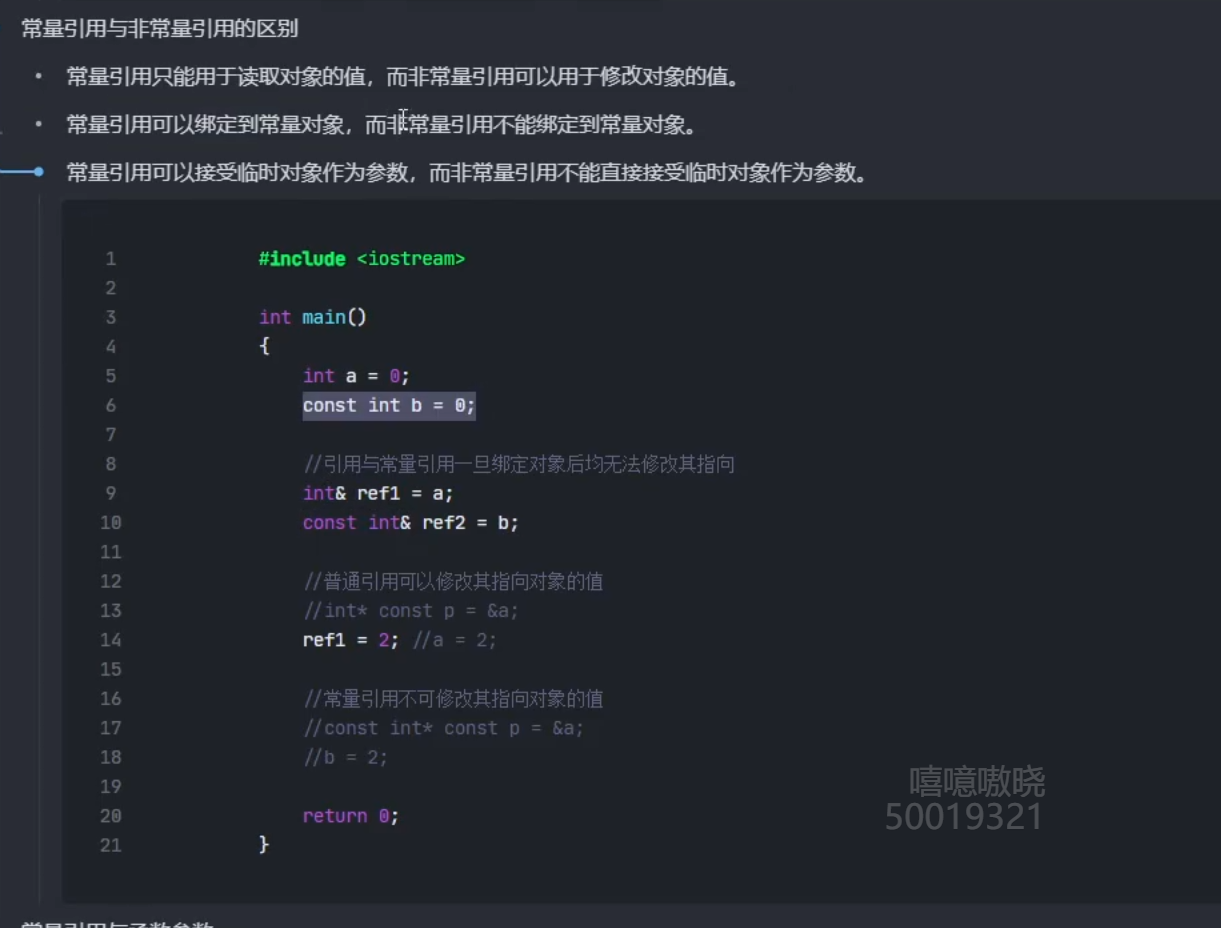 常量引用与非常量引用的区别
• 常量引用只能用于读取对象的值，而非常量引用可以用于修改对象的值。
• 常量引用可以绑定到常量对象，而非常量引用不能绑定到常量对象。
常量引用可以接受临时对象作为参数，而非常量引用不能直接接受临时对象作为参数。
1 #include <iostream>
2
3 int main()
4 {
5 int a = 0;
6 const int b = 0;
7
8 //引用与常量引用一旦绑定对象后均无法修改其指向
9 int& ref1 = a;
10 const int& ref2 = b;
11
12 //普通引用可以修改其指向对象的值
13 //int* const p = &a;
14 ref1 = 2; //a = 2;
15
16 //常量引用不可修改其指向对象的值
17 //const int* const p = &a;
18 //b = 2;
19
20 return 0;
21 }
嘻噫嗷晓
50019321
常量引用与函数参数